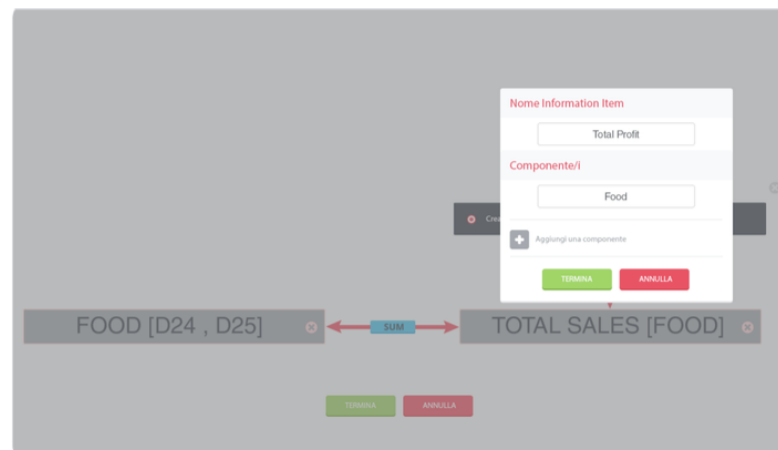 Nome Information Item
Total Profit
Componente/i
Food
Crea
Aggiungi una componente
TERMINA
ANNULLA
FOOD [D24 , D25]
SUM
TOTAL SALES [FOOD]
TERMINA
ANNULLA